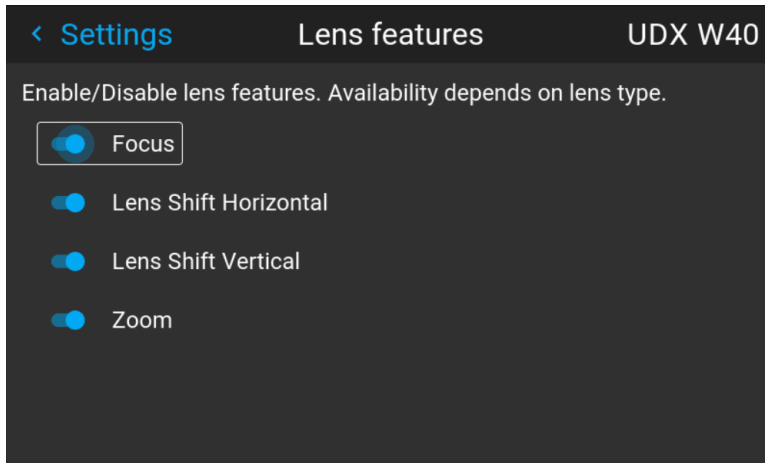 Settings Lens features UDX W40
Enable/Disable lens features. Availability depends on lens type.
Focus
Lens Shift Horizontal
Lens Shift Vertical
Zoom